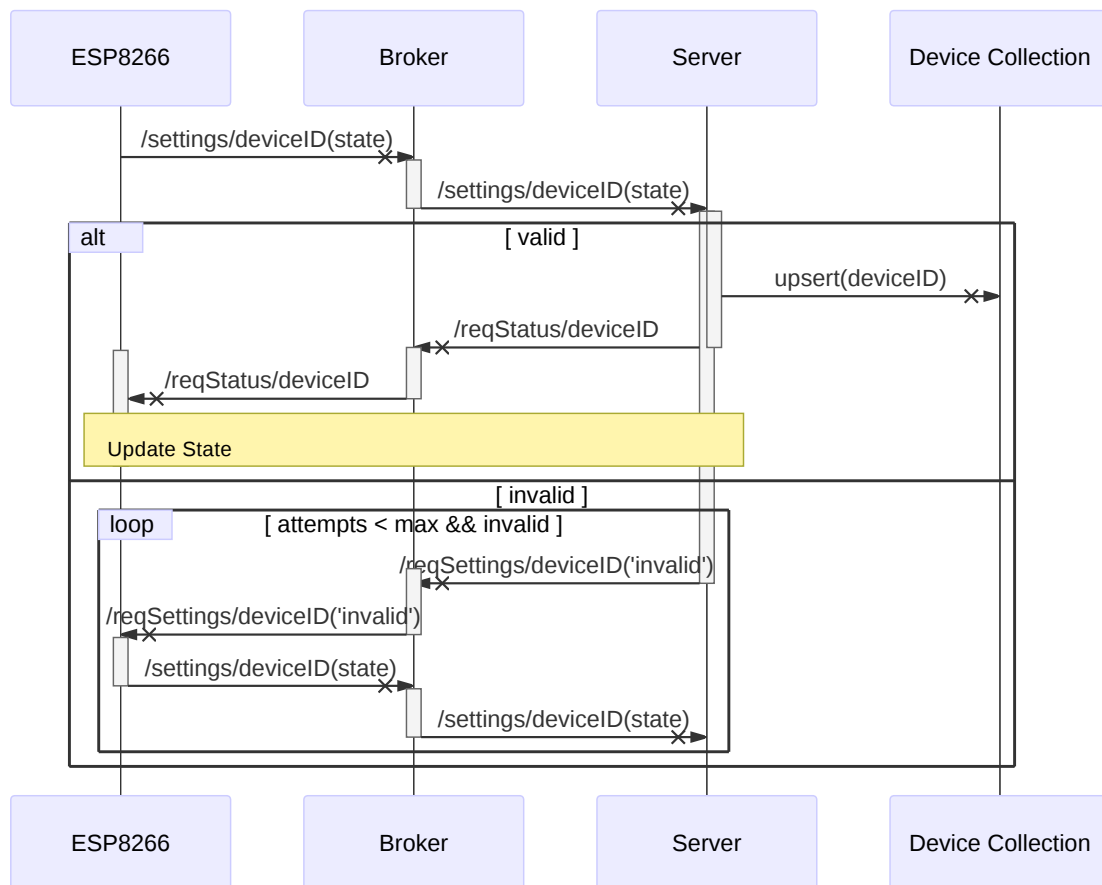 ESP8266
Broker
Server
Device Collection
/settings/deviceID(state)
/settings/deviceID(state)
alt
[ valid ]
upsert(deviceID)
/reqStatus/deviceID
/reqStatus/deviceID
Update State
[ invalid ]
loop
[ attempts < max && invalid ]
/reqSettings/deviceID('invalid')
/reqSettings/deviceID('invalid')
/settings/deviceID(state)
/settings/deviceID(state)
ESP8266
Broker
Server
Device Collection